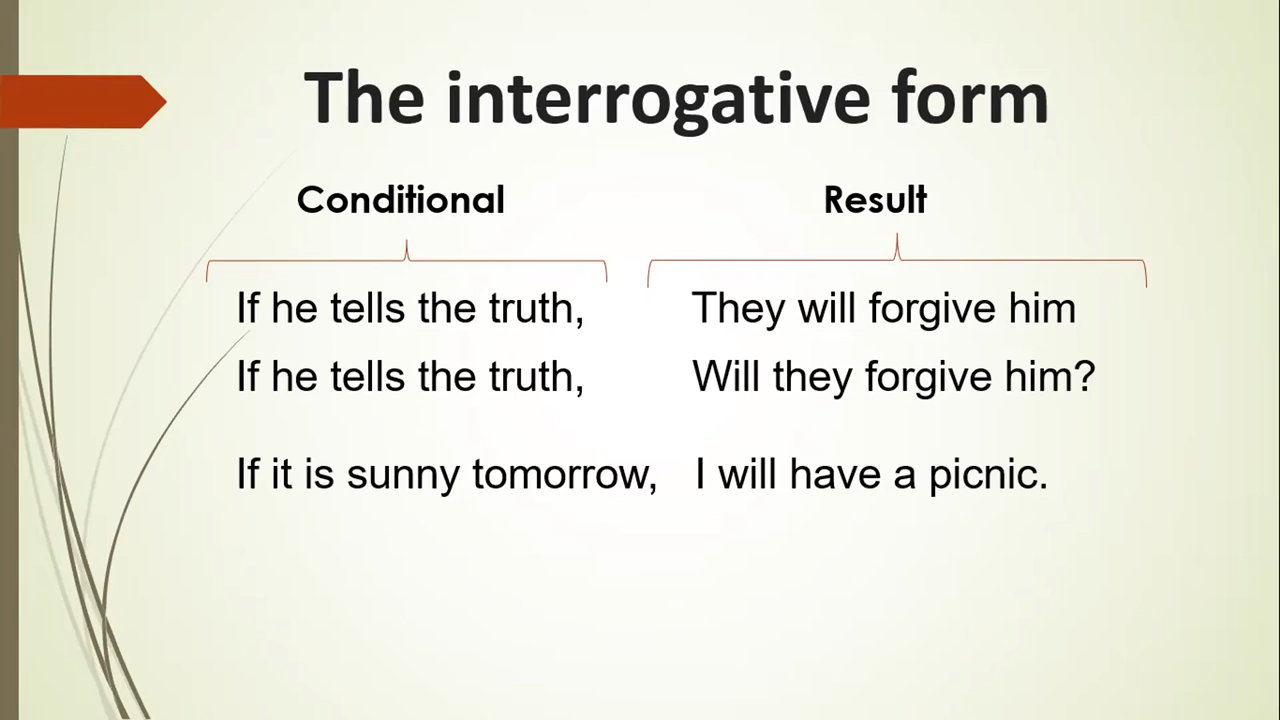 The interrogative form
Conditional Result
If he tells the truth, They will forgive him
If he tells the truth, Will they forgive him?
If it is sunny tomorrow, I will have a picnic.